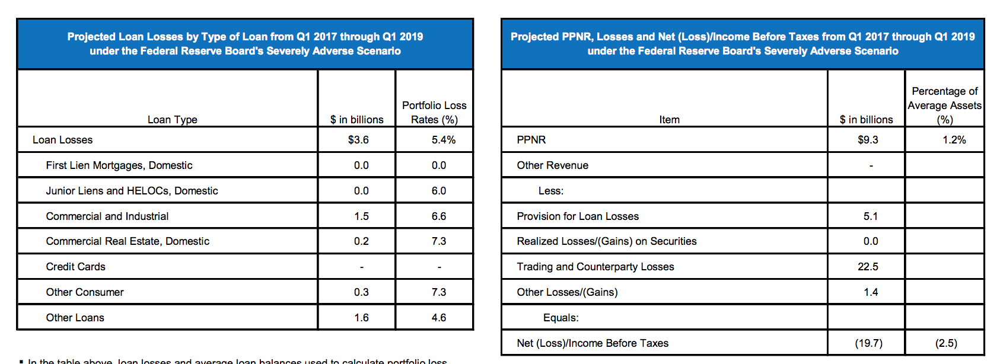 Projected Loan Losses by Type of Loan from Q1 2017 through Q1 2019
under the Federal Reserve Board's Severely Adverse Scenario
Loan Type $ in billions Portfolio Loss
Rates (%)
Loan Losses $3.6 5.4%
First Lien Mortgages, Domestic 0.0 0.0
Junior Liens and HELOCs, Domestic 0.0 6.0
Commercial and Industrial 1.5 6.6
Commercial Real Estate, Domestic 0.2 7.3
Credit Cards - -
Other Consumer 0.3 7.3
Other Loans 1.6 4.6
▪ In the table above, loan losses and average loan balances used to calculate portfolio loss
Projected PPNR, Losses and Net (Loss)/Income Before Taxes from Q1 2017 through Q1 2019
under the Federal Reserve Board's Severely Adverse Scenario
Item $ in billions Percentage of
Average Assets
(%)
PPNR $9.3 1.2%
Other Revenue -
Less:
Provision for Loan Losses 5.1
Realized Losses/(Gains) on Securities 0.0
Trading and Counterparty Losses 22.5
Other Losses/(Gains) 1.4
Equals:
Net (Loss)/Income Before Taxes (19.7) (2.5)